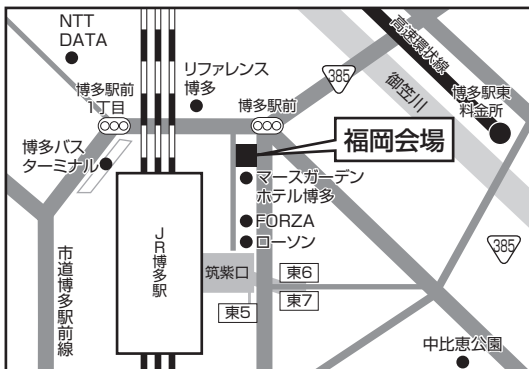 NTT
DATA
博多駅前
1丁目
リファレンス
博多
博多駅前
385
高速環状線
御笠川
博多駅東
料金所
福岡会場
博多バス
ターミナル
マースガーデン
ホテル博多
FORZA
ローソン
JR博多駅
筑紫口
市道博多駅前線
東6
東7
東5
385
中比恵公園